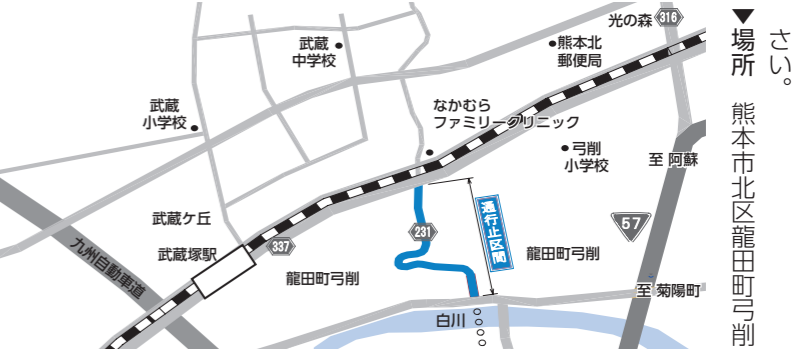 さい。
▼場所 熊本市北区龍田町弓削
光の森
316
武蔵
中学校
熊本北
郵便局
武蔵
小学校
なかむら
ファミリークリニック
弓削
小学校
至 阿蘇
57
武蔵ケ丘
武蔵塚駅
337
231
通行止区間
龍田町弓削
龍田町弓削
九州自動車道
至 菊陽町
白川